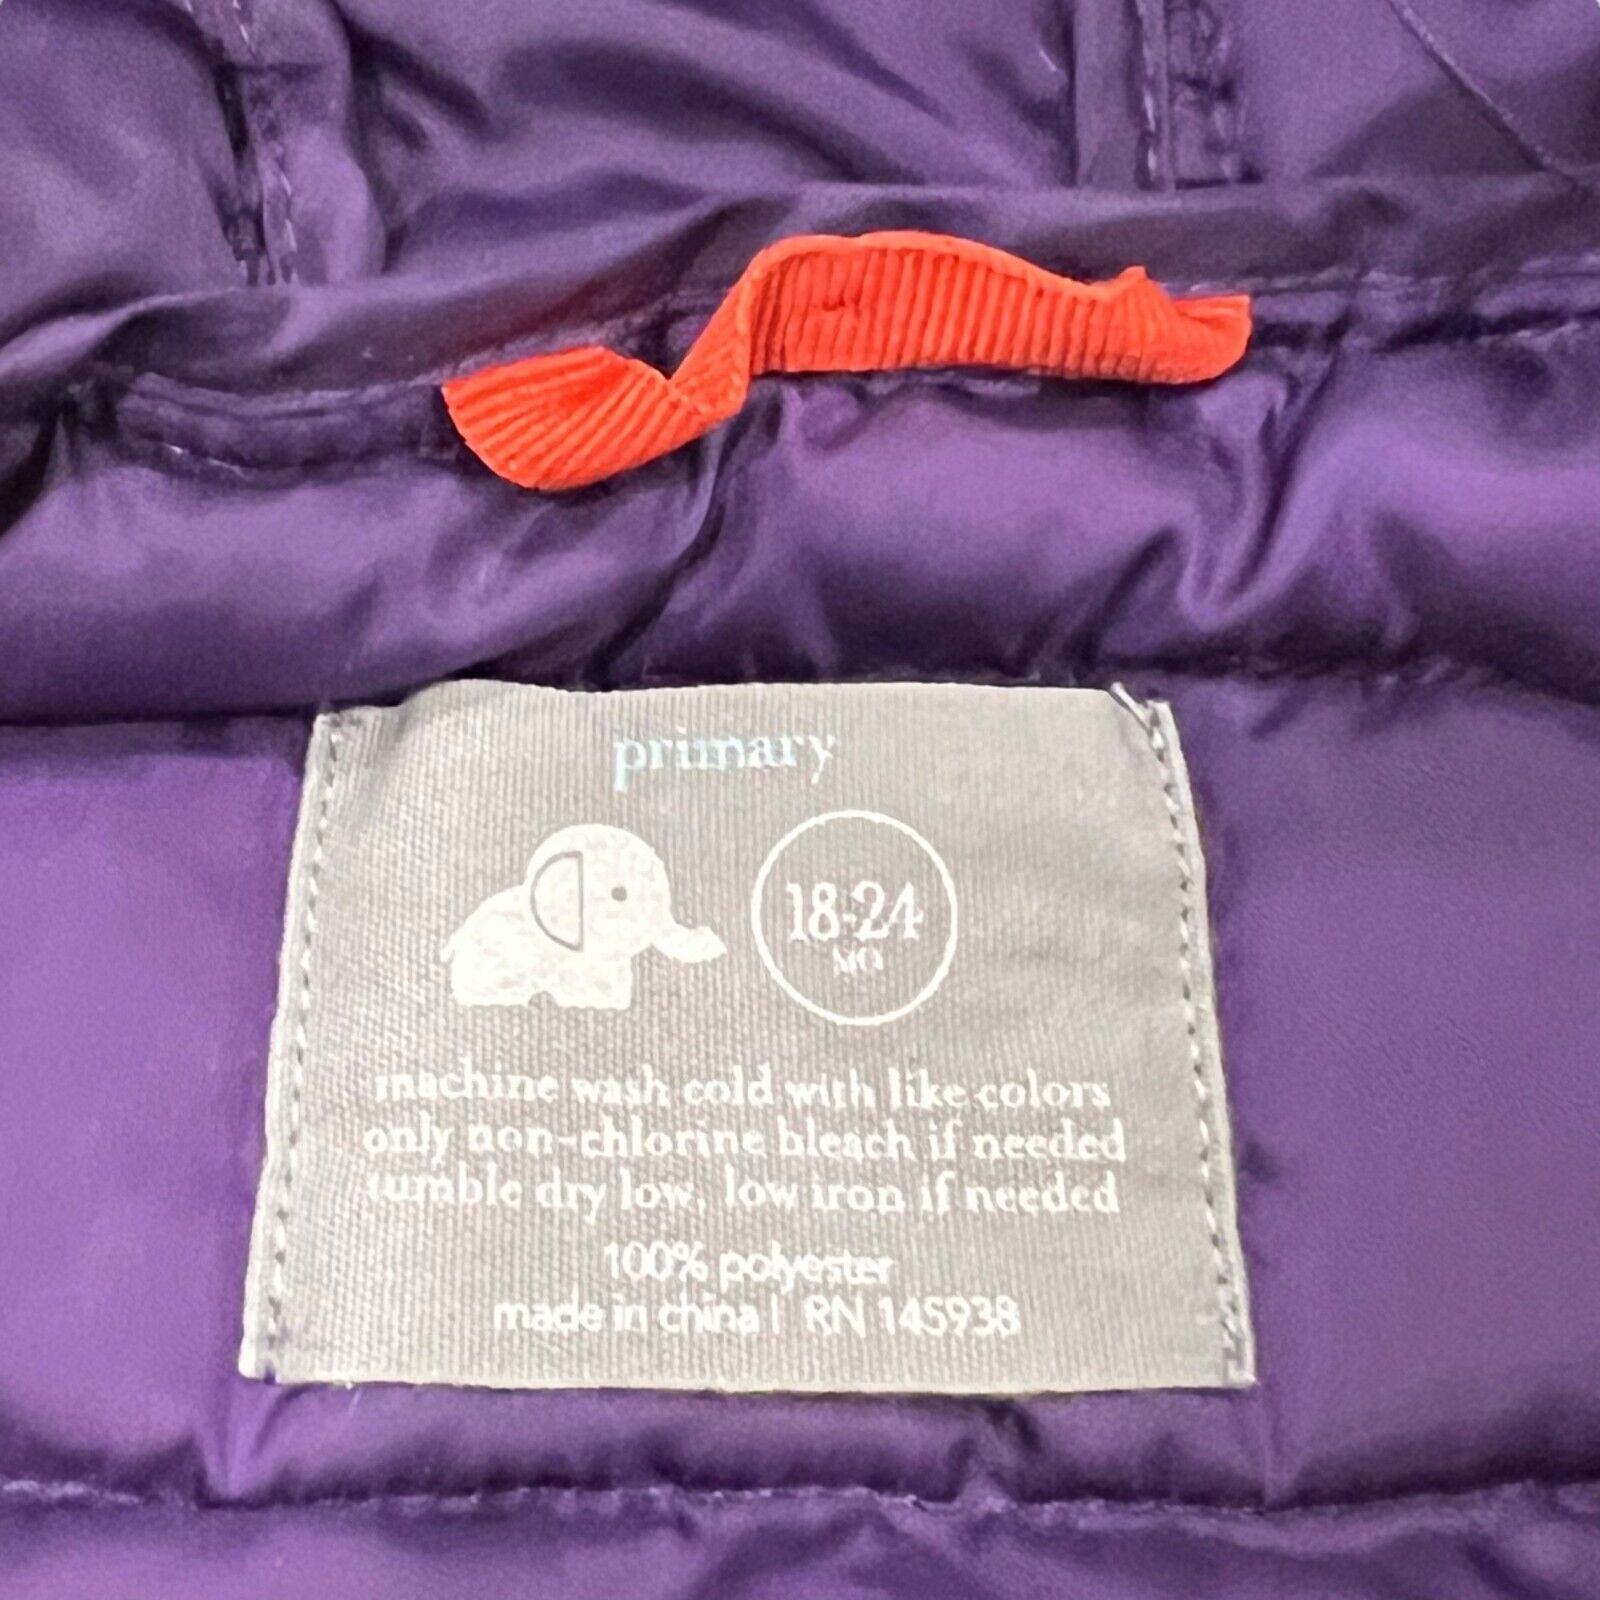 primary
18-24
MO
machine wash cold with like colors
only non-chlorine bleach if needed
tumble dry low, low iron if needed
100% polyester
made in china | RN 145938